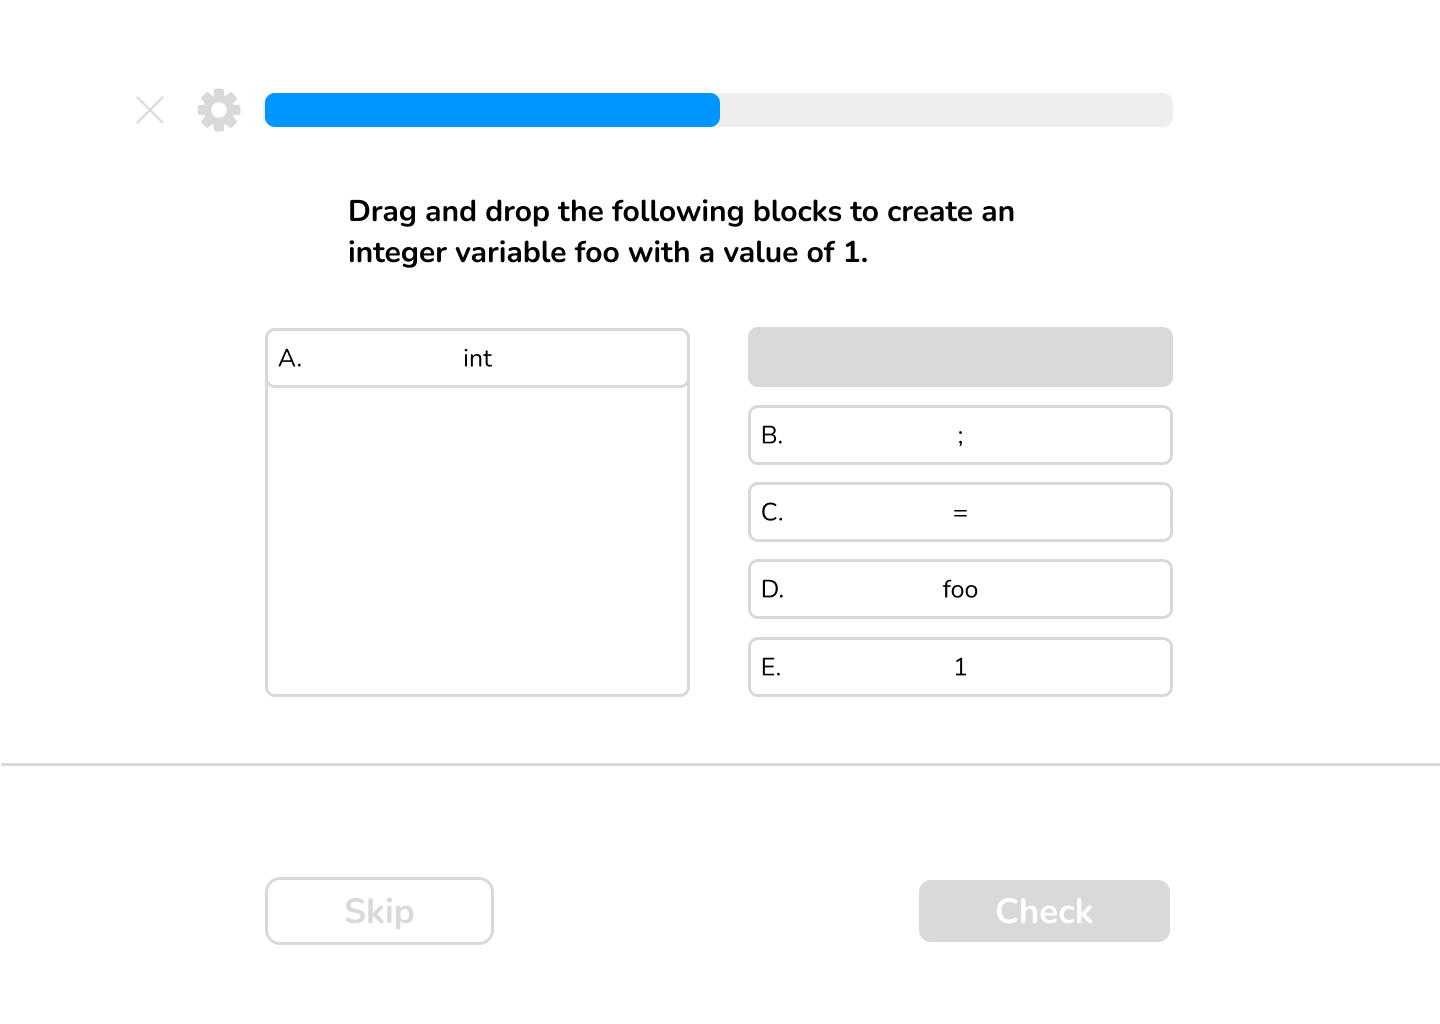 Drag and drop the following blocks to create an
integer variable foo with a value of 1.
A. int
B. ;
C. =
D. foo
E. 1
Skip
Check